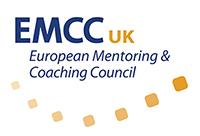 EMCC UK
European Mentoring &
Coaching Council